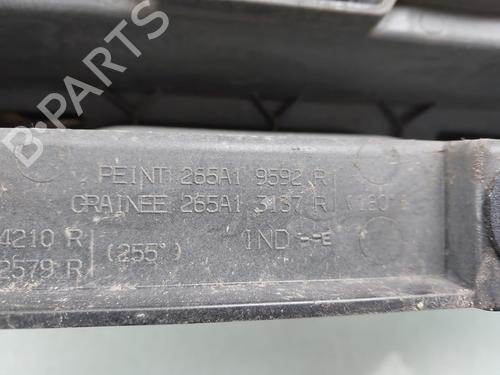 B-PARTS
PEINT 265A1 9592 R
GRAINEE 265A1 3137 R
4210 R
2579 R
(255°)
IND